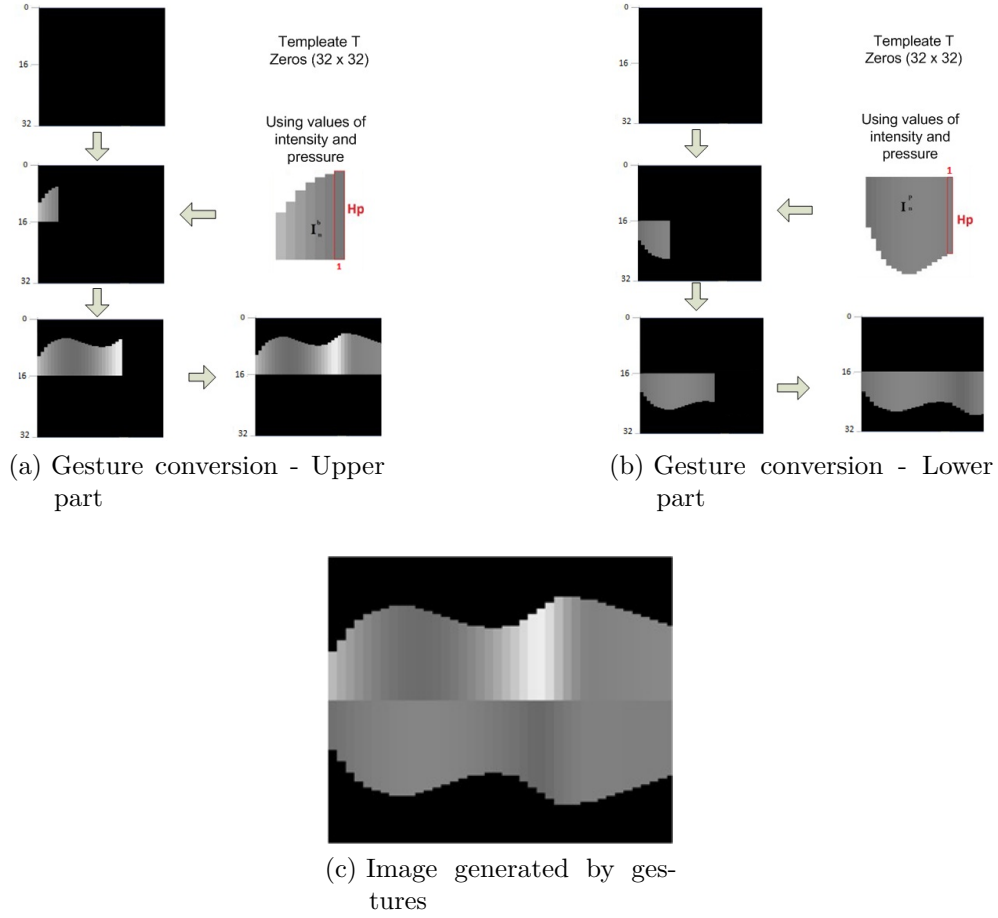 0
16
32
Templeate T
Zeros (32 x 32)
Using values of
intensity and
pressure
0
16
32
Hp
1
0
16
32
0
16
32
(a) Gesture conversion - Upper
part
0
16
32
Templeate T
Zeros (32 x 32)
Using values of
intensity and
pressure
0
16
32
1
I p n
Hp
0
16
32
0
16
32
(b) Gesture conversion - Lower
part
(c) Image generated by ges-
tures